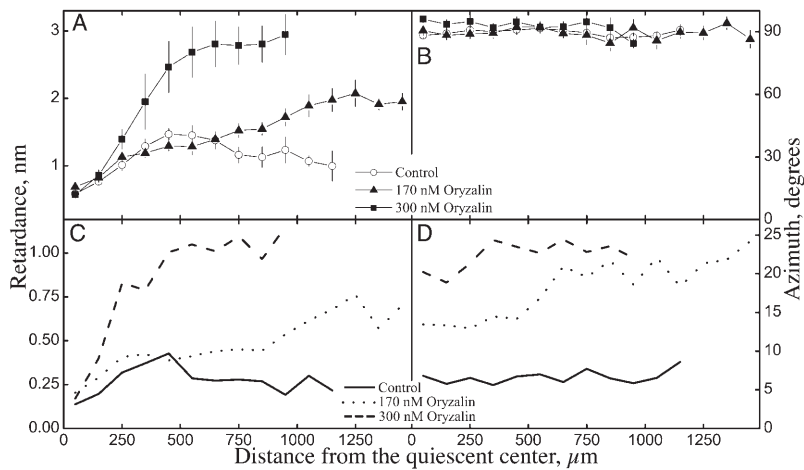 A
B
3
2
1
90
60
30
0
Control
170 nM Oryzalin
300 nM Oryzalin
Retardance, nm
Azimuth, degrees
C
D
1.00
0.75
0.50
0.25
0.00
25
20
15
10
5
Control
170 nM Oryzalin
300 nM Oryzalin
0 250 500 750 1000 1250 0 250 500 750 1000 1250
Distance from the quiescent center, μm